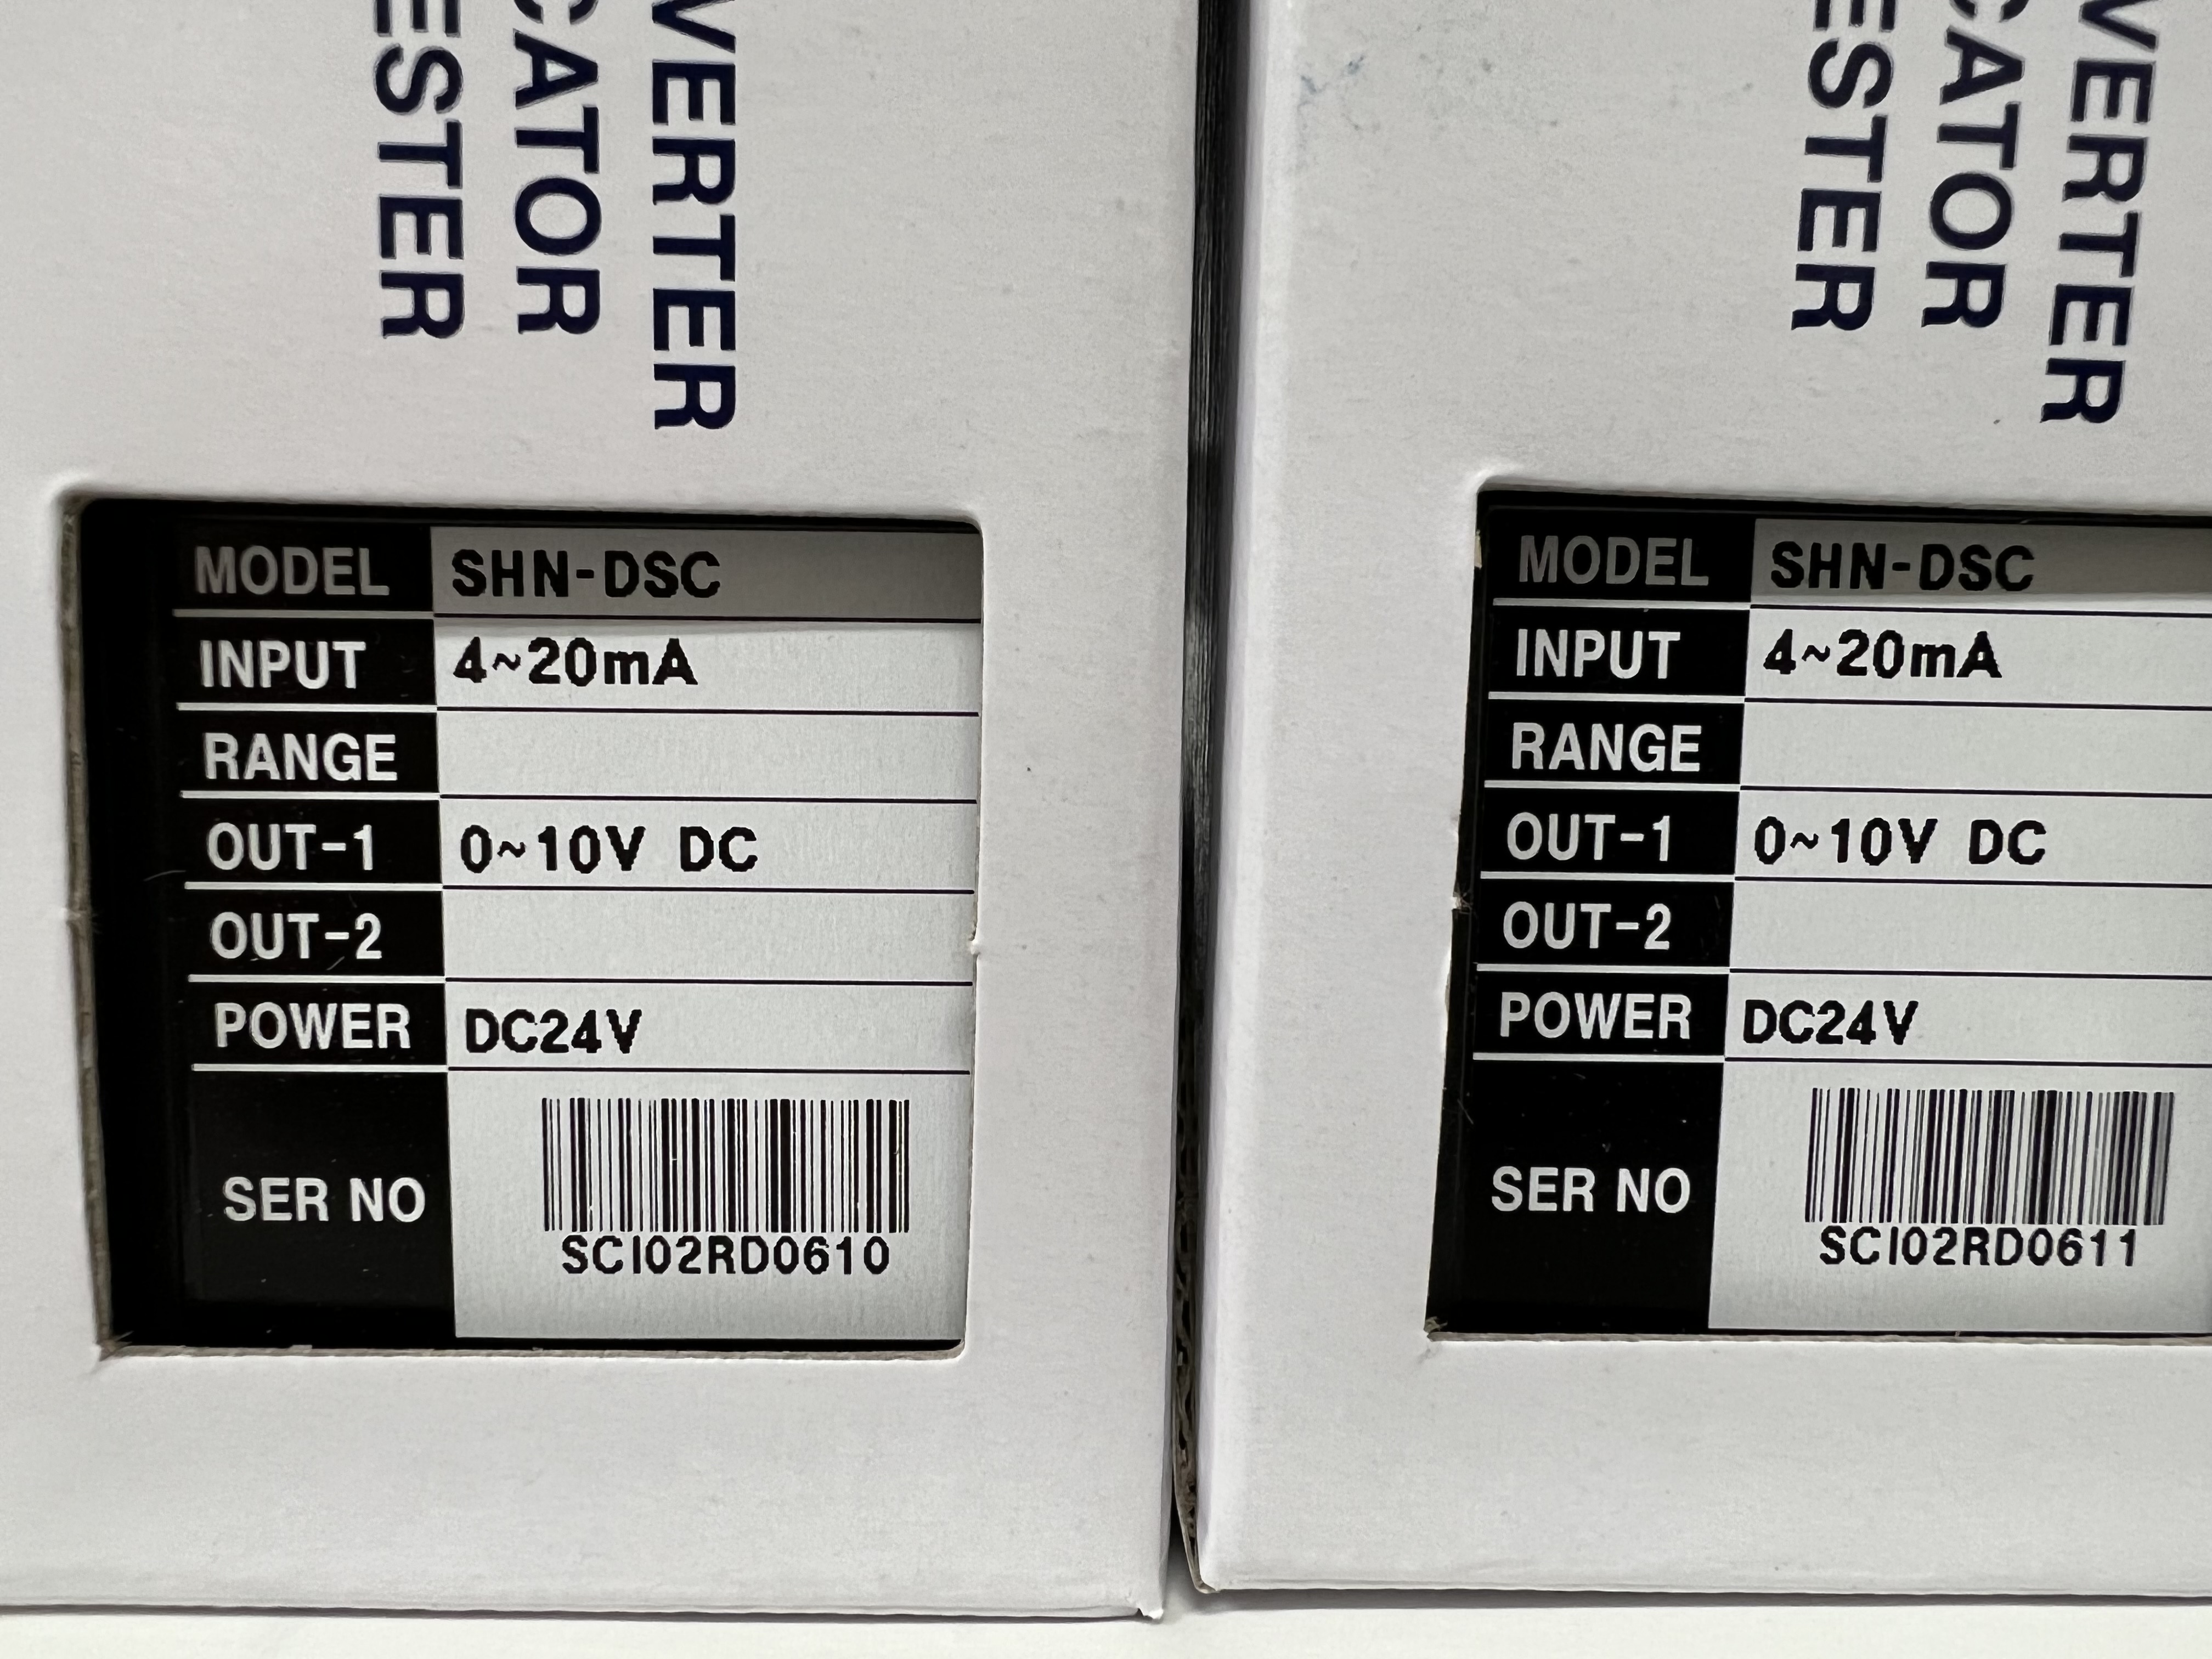 VERTER
CATOR
ESTER
MODEL SHN-DSC
INPUT 4~20mA
RANGE
OUT-1 0~10V DC
OUT-2
POWER DC24V
SER NO
SCI02RD0610
VERTER
CATOR
ESTER
MODEL SHN-DSC
INPUT 4~20mA
RANGE
OUT-1 0~10V DC
OUT-2
POWER DC24V
SER NO
SCI02RD0611